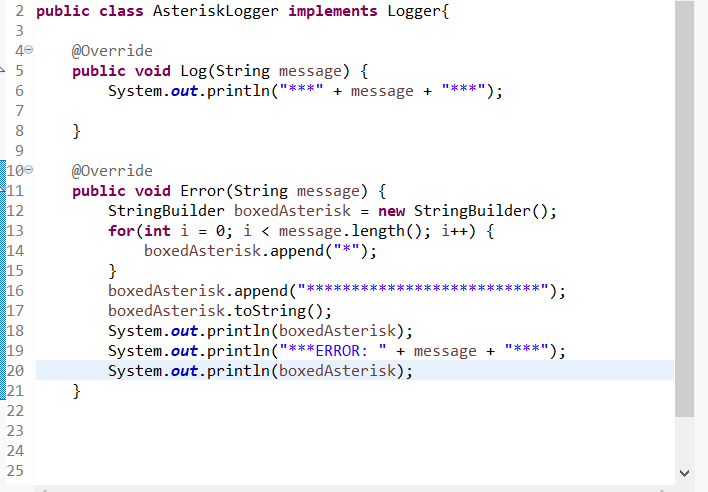 2 public class AsteriskLogger implements Logger{
3
4 @Override
5 public void Log(String message) {
6 System.out.println("***" + message + "***");
7
8 }
9
10 @Override
11 public void Error(String message) {
12 StringBuilder boxedAsterisk = new StringBuilder();
13 for(int i = 0; i < message.length(); i++) {
14 boxedAsterisk.append("*");
15 }
16 boxedAsterisk.append("**************************");
17 boxedAsterisk.toString();
18 System.out.println(boxedAsterisk);
19 System.out.println("***ERROR: " + message + "***");
20 System.out.println(boxedAsterisk);
21 }
22
23
24
25